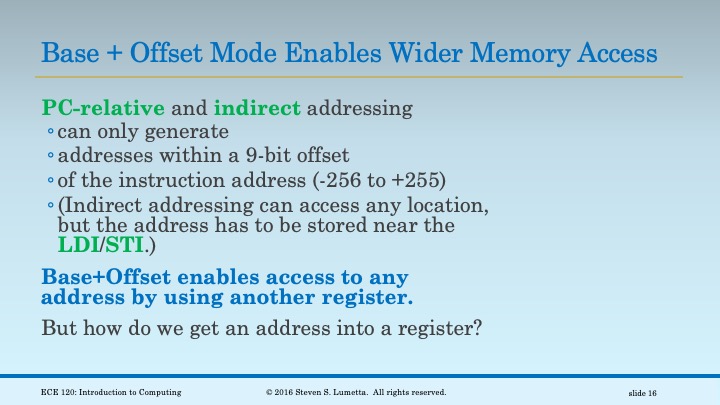 Base + Offset Mode Enables Wider Memory Access
PC-relative and indirect addressing
◦can only generate
◦addresses within a 9-bit offset
◦of the instruction address (-256 to +255)
◦(Indirect addressing can access any location,
but the address has to be stored near the
LDI/STI.)
Base+Offset enables access to any
address by using another register.
But how do we get an address into a register?
ECE 120: Introduction to Computing
© 2016 Steven S. Lumetta.  All rights reserved.
slide 16